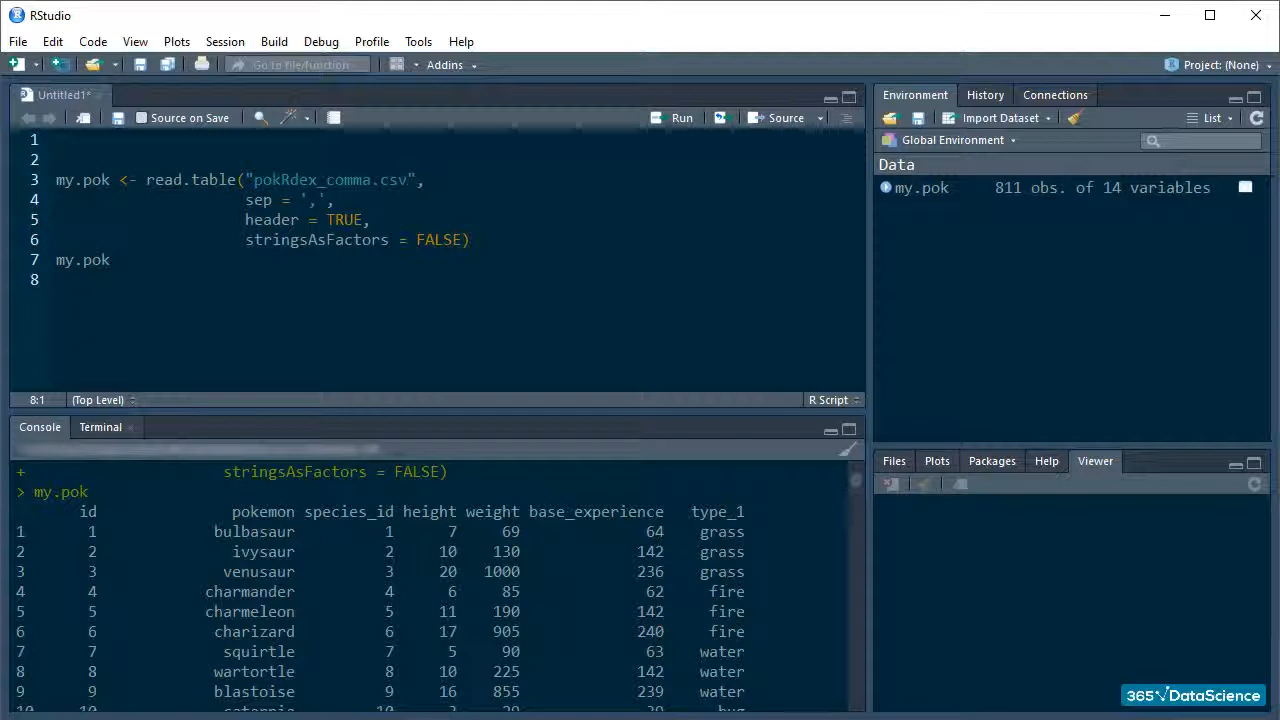 RStudio
File Edit Code View Plots Session Build Debug Profile Tools Help
Go to file/function Addins Project: (None)
Untitled1*
Source on Save Run Source
1
2
3 my.pok <- read.table("pokRdex_comma.csv",
4 sep = ',',
5 header = TRUE,
6 stringsAsFactors = FALSE)
7 my.pok
8
8:1 (Top Level) R Script
Console Terminal
+ stringsAsFactors = FALSE)
> my.pok
id pokemon species_id height weight base_experience type_1
1 1 bulbasaur 1 7 69 64 grass
2 2 ivysaur 2 10 130 142 grass
3 3 venusaur 3 20 1000 236 grass
4 4 charmander 4 6 85 62 fire
5 5 charmeleon 5 11 190 142 fire
6 6 charizard 6 17 905 240 fire
7 7 squirtle 7 5 90 63 water
8 8 wartortle 8 10 225 142 water
9 9 blastoise 9 16 855 239 water
Environment History Connections
Import Dataset List
Global Environment
Data
my.pok 811 obs. of 14 variables
Files Plots Packages Help Viewer
365 DataScience